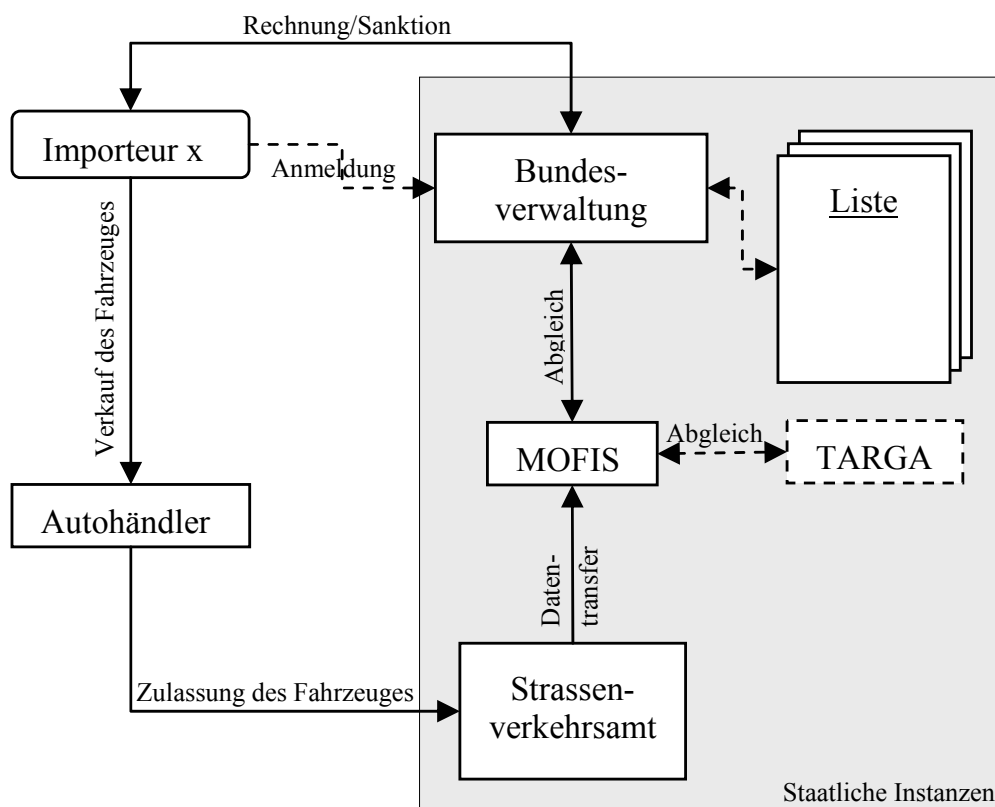 Rechnung/Sanktion
Importeur x
Anmeldung
Bundes-
verwaltung
Liste
Verkauf des Fahrzeuges
Abgleich
MOFIS
Abgleich
TARGA
Autohändler
Daten-
transfer
Zulassung des Fahrzeuges
Strassen-
verkehrsamt
Staatliche Instanzen